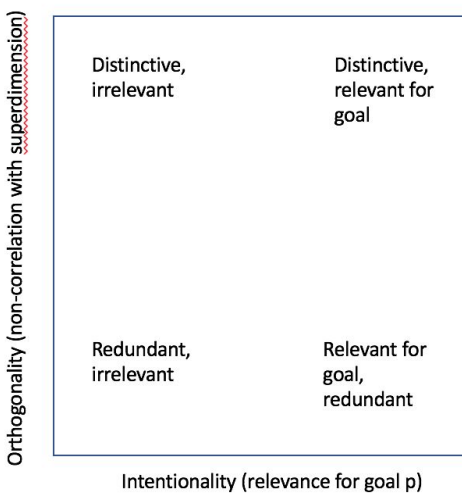 Orthogonality (non-correlation with superdimension)
Distinctive,
irrelevant
Distinctive,
relevant for
goal
Redundant,
irrelevant
Relevant for
goal,
redundant
Intentionality (relevance for goal p)